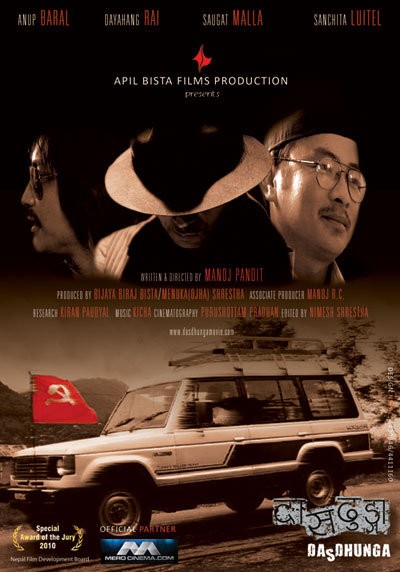 ANUP BARAL DAYAHANG RAI SAUGAT MALLA SANCHITA LUITEL
APIL BISTA FILMS PRODUCTION
presents
WRITTEN & DIRECTED BY MANOJ PANDIT
PRODUCED BY BIJAYA GIRAJ BISTA/MENUKA(OJHA) SHRESTHA ASSOCIATE PRODUCER MANOJ R.C.
RESEARCH KIRAN PAUDYAL MUSIC KICHA CINEMATOGRAPHY PURUSHOTTAM PRADHAN EDITED BY NIMESH SHRESTHA
www.dasdhungamovie.com
Special
Award of the Jury
2010
Nepal Film Development Board
OFFICIAL PARTNER
MERO CINEMA.COM
दासढुङ्गा
DASDHUNGA